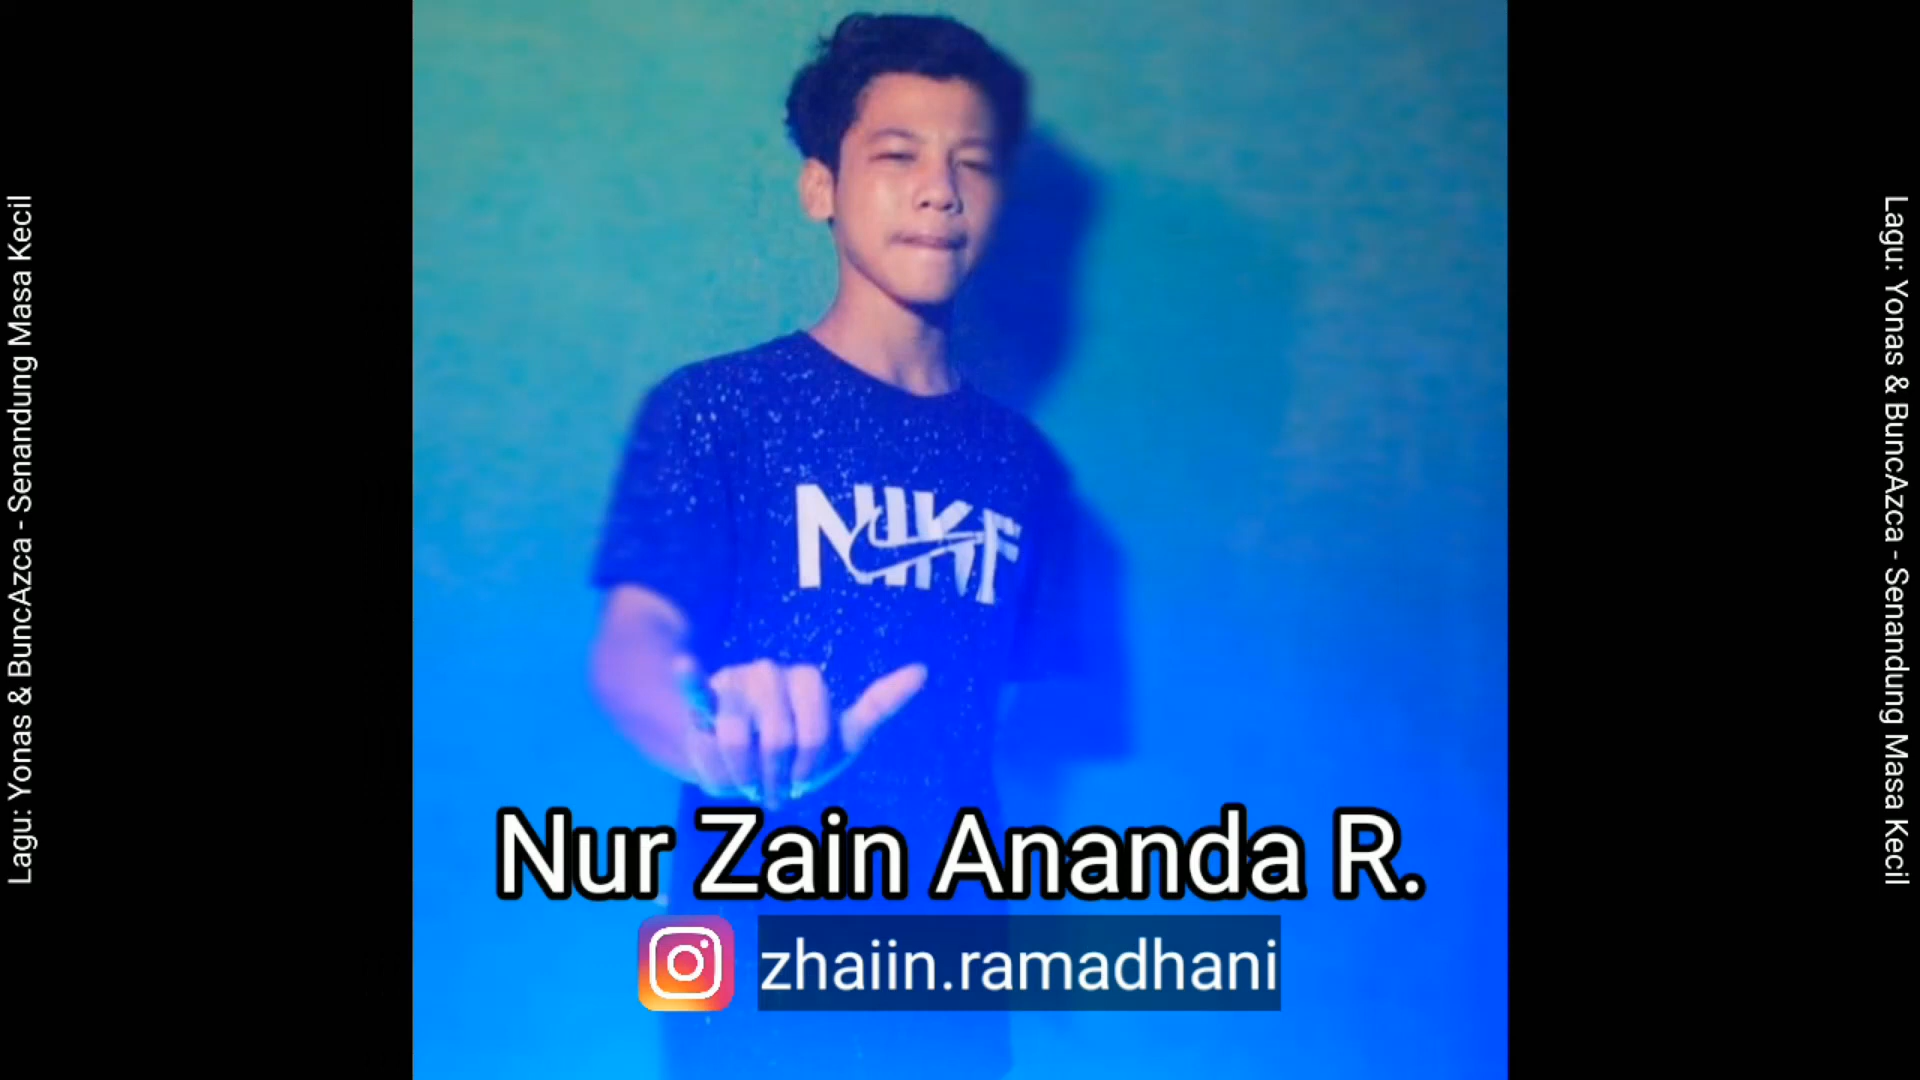 Lagu: Yonas & BuncAzca - Senandung Masa Kecil
NIKE
Nur Zain Ananda R.
zhaiin.ramadhani
Lagu: Yonas & BuncAzca - Senandung Masa Kecil